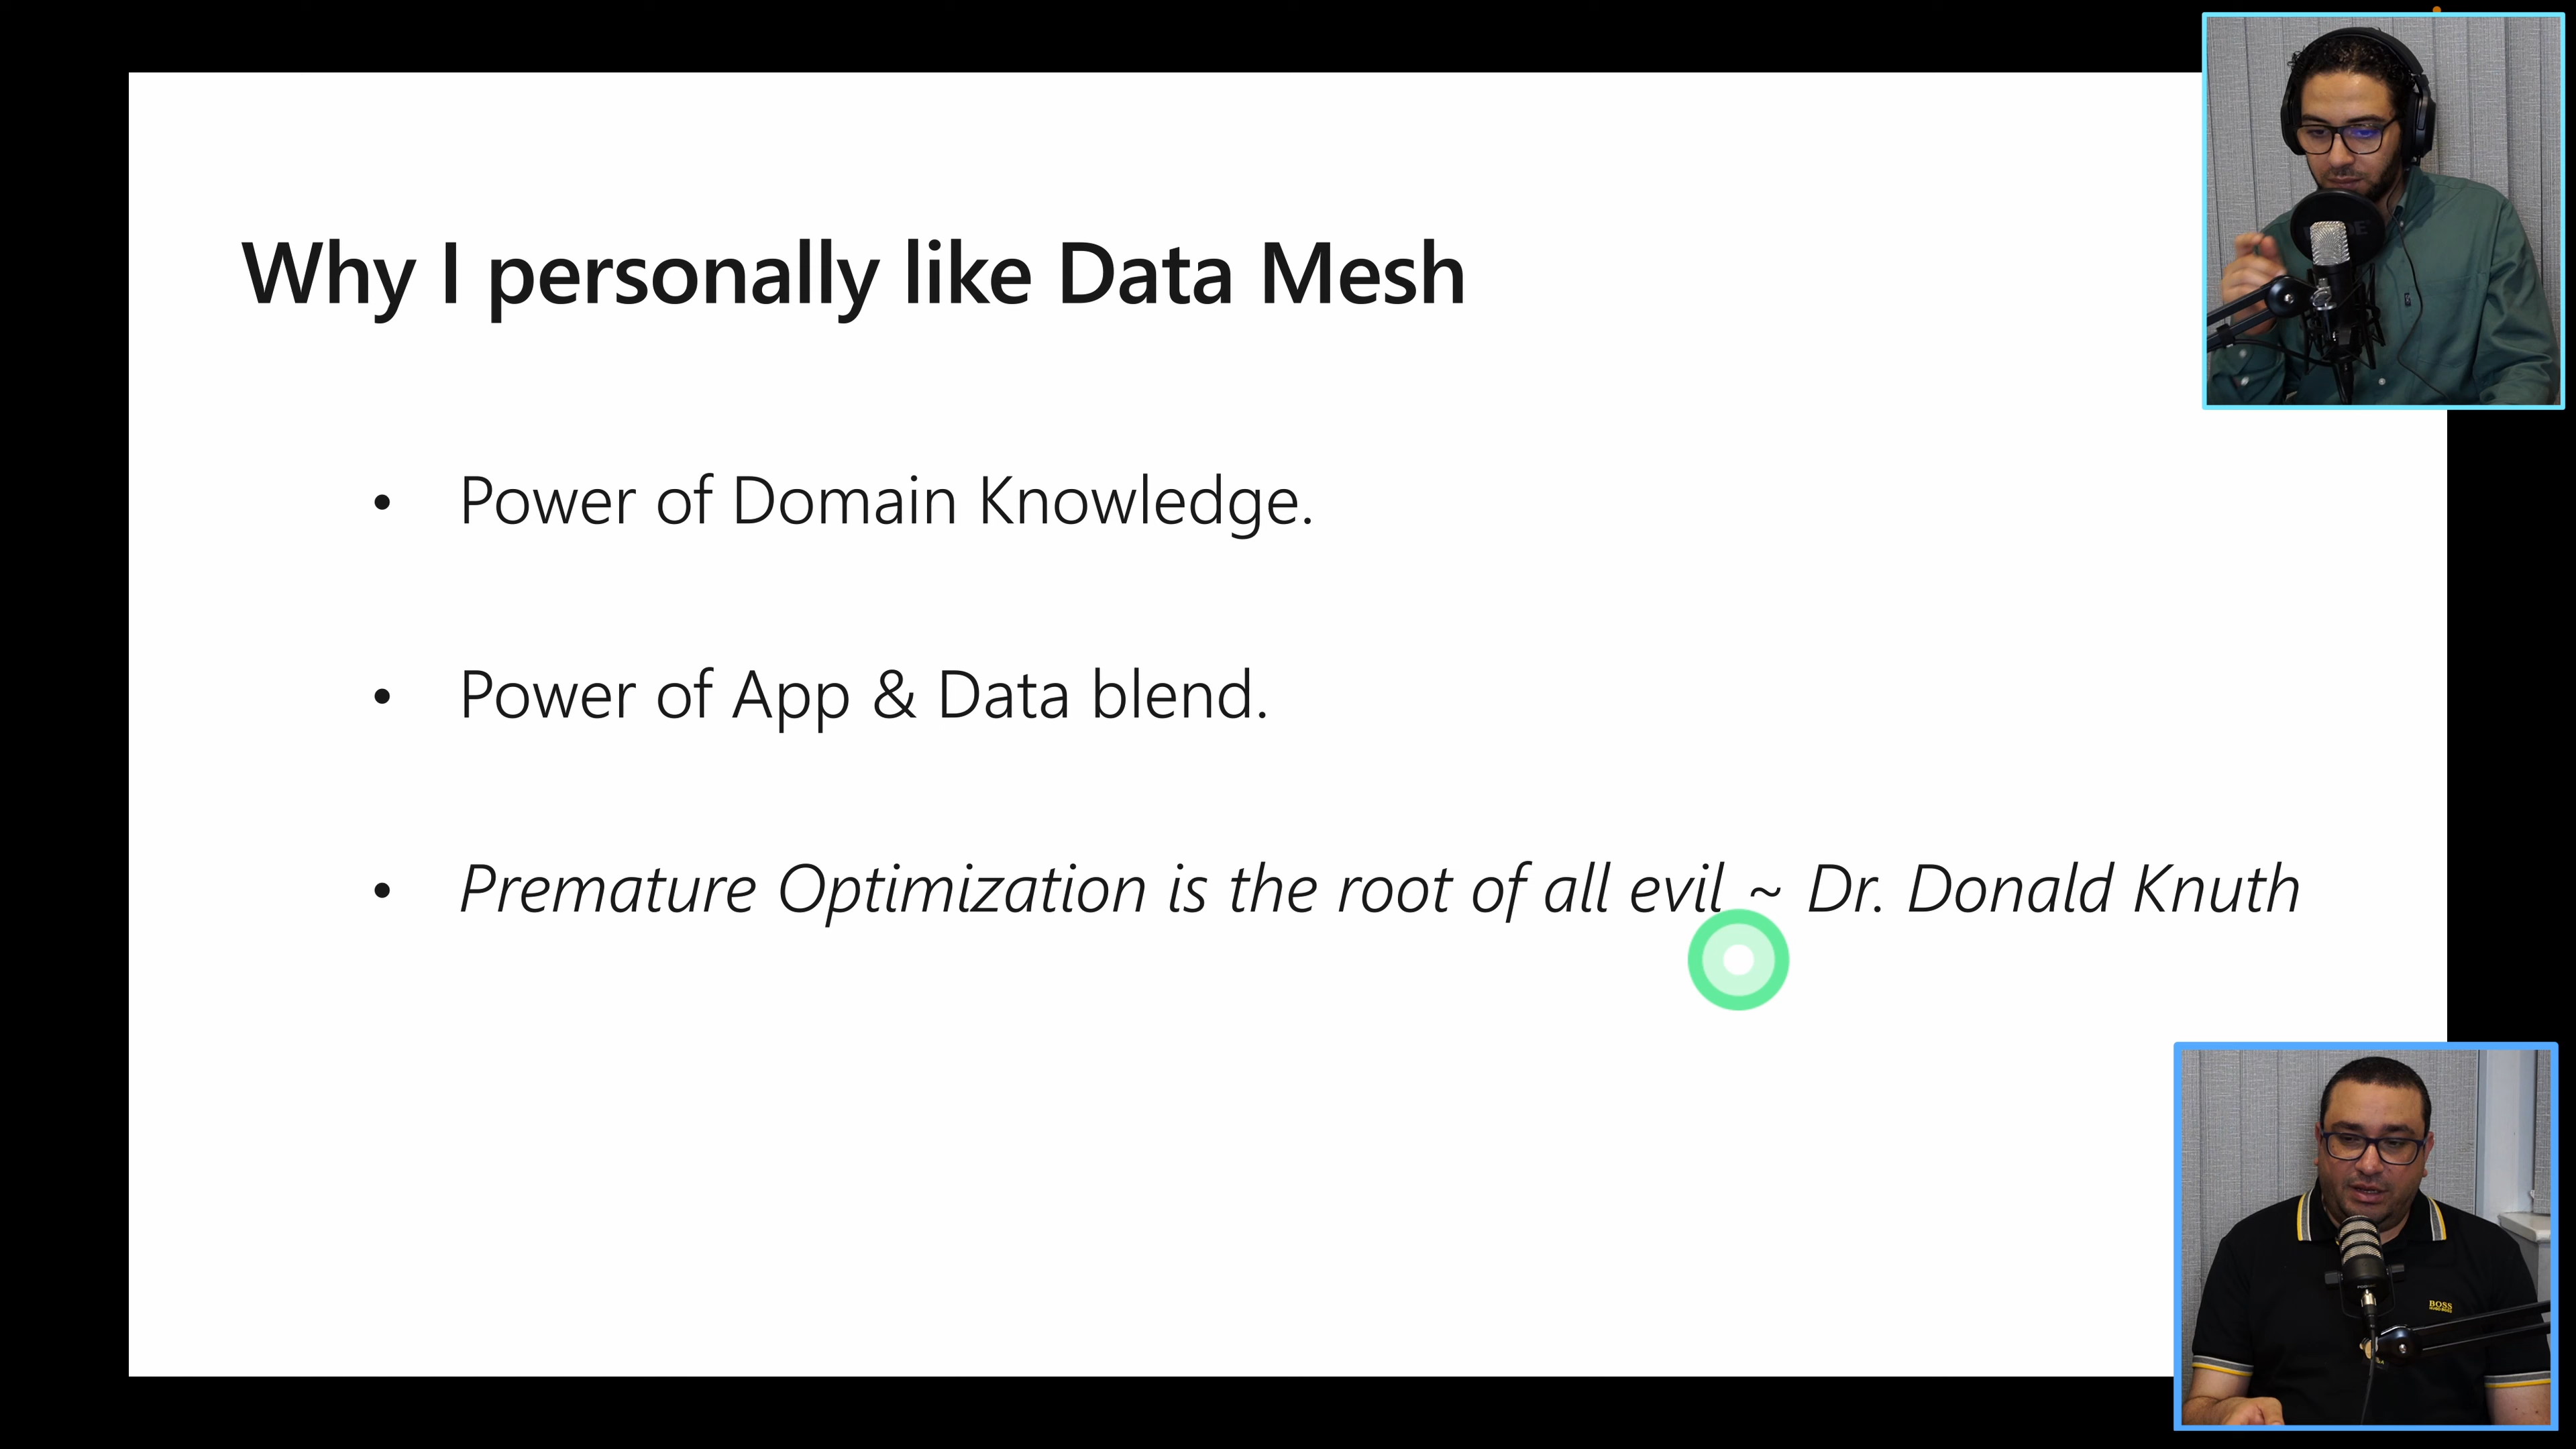 Why I personally like Data Mesh
• Power of Domain Knowledge.
• Power of App & Data blend.
• Premature Optimization is the root of all evil ~ Dr. Donald Knuth
BOSS